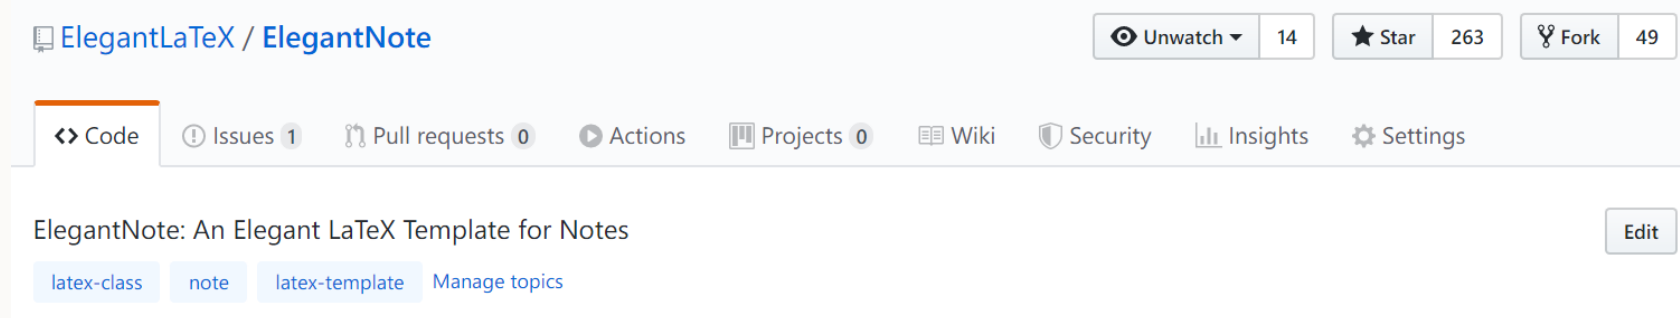 ElegantLaTeX / ElegantNote Unwatch 14 Star 263 Fork 49
Code Issues 1 Pull requests 0 Actions Projects 0 Wiki Security Insights Settings
ElegantNote: An Elegant LaTeX Template for Notes Edit
latex-class note latex-template Manage topics